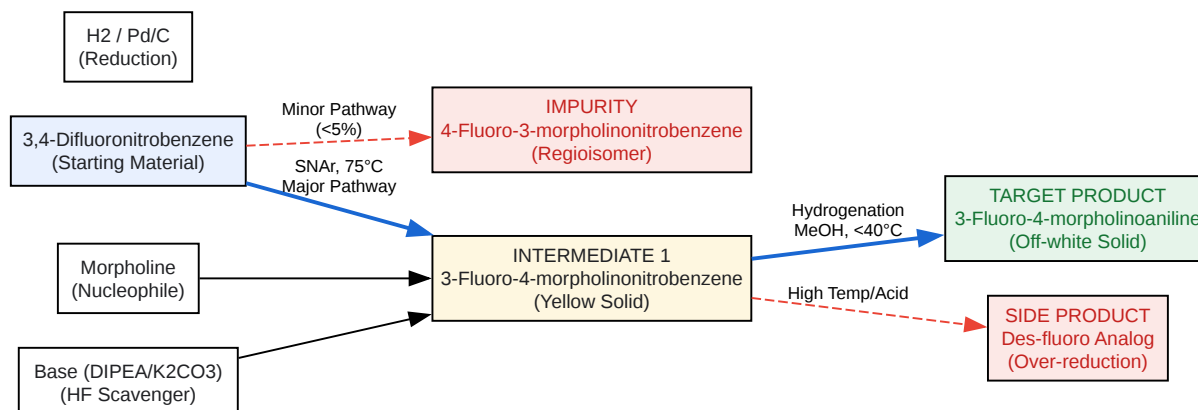 H2 / Pd/C
(Reduction)
3,4-Difluoronitrobenzene
(Starting Material)
Minor Pathway
(<5%)
SNAr, 75°C
Major Pathway
IMPURITY
4-Fluoro-3-morpholinonitrobenzene
(Regioisomer)
Morpholine
(Nucleophile)
Base (DIPEA/K2CO3)
(HF Scavenger)
INTERMEDIATE 1
3-Fluoro-4-morpholinonitrobenzene
(Yellow Solid)
Hydrogenation
MeOH, <40°C
High Temp/Acid
TARGET PRODUCT
3-Fluoro-4-morpholinoaniline
(Off-white Solid)
SIDE PRODUCT
Des-fluoro Analog
(Over-reduction)